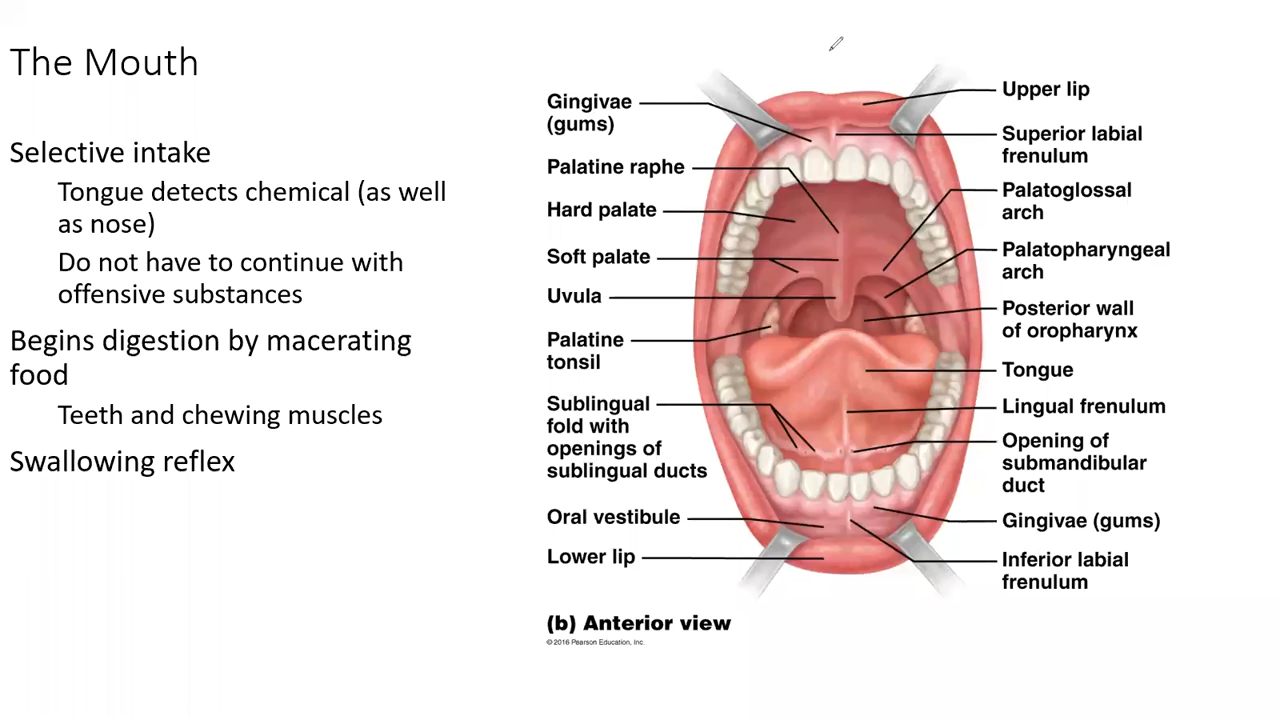 The Mouth
Selective intake
Tongue detects chemical (as well
as nose)
Do not have to continue with
offensive substances
Begins digestion by macerating
food
Teeth and chewing muscles
Swallowing reflex
Gingivae
(gums)
Palatine raphe
Hard palate
Soft palate
Uvula
Palatine
tonsil
Sublingual
fold with
openings of
sublingual ducts
Oral vestibule
Lower lip
Upper lip
Superior labial
frenulum
Palatoglossal
arch
Palatopharyngeal
arch
Posterior wall
of oropharynx
Tongue
Lingual frenulum
Opening of
submandibular
duct
Gingivae (gums)
Inferior labial
frenulum
(b) Anterior view
© 2016 Pearson Education, Inc.